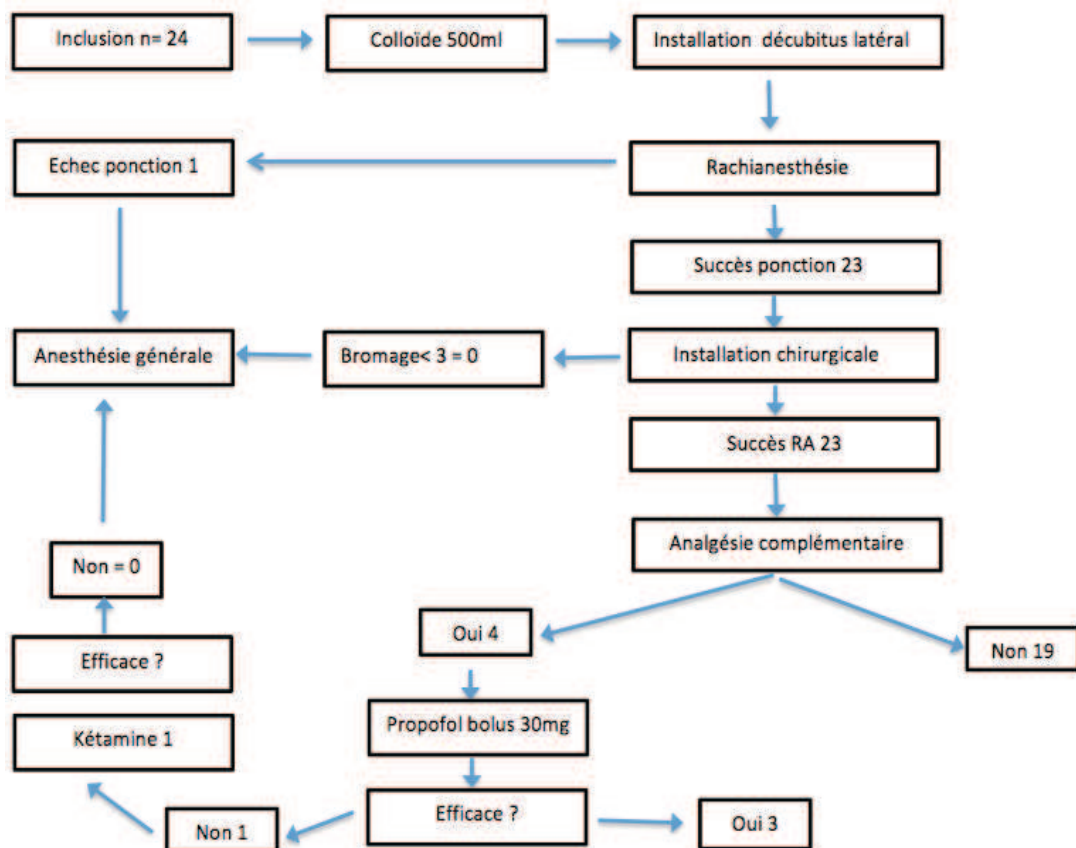 Inclusion n= 24
Colloïde 500ml
Installation décubitus latéral
Echec ponction 1
Rachianesthésie
Succès ponction 23
Anesthésie générale
Bromage< 3 = 0
Installation chirurgicale
Succès RA 23
Analgésie complémentaire
Non = 0
Oui 4
Non 19
Efficace ?
Kétamine 1
Propofol bolus 30mg
Efficace ?
Non 1
Oui 3